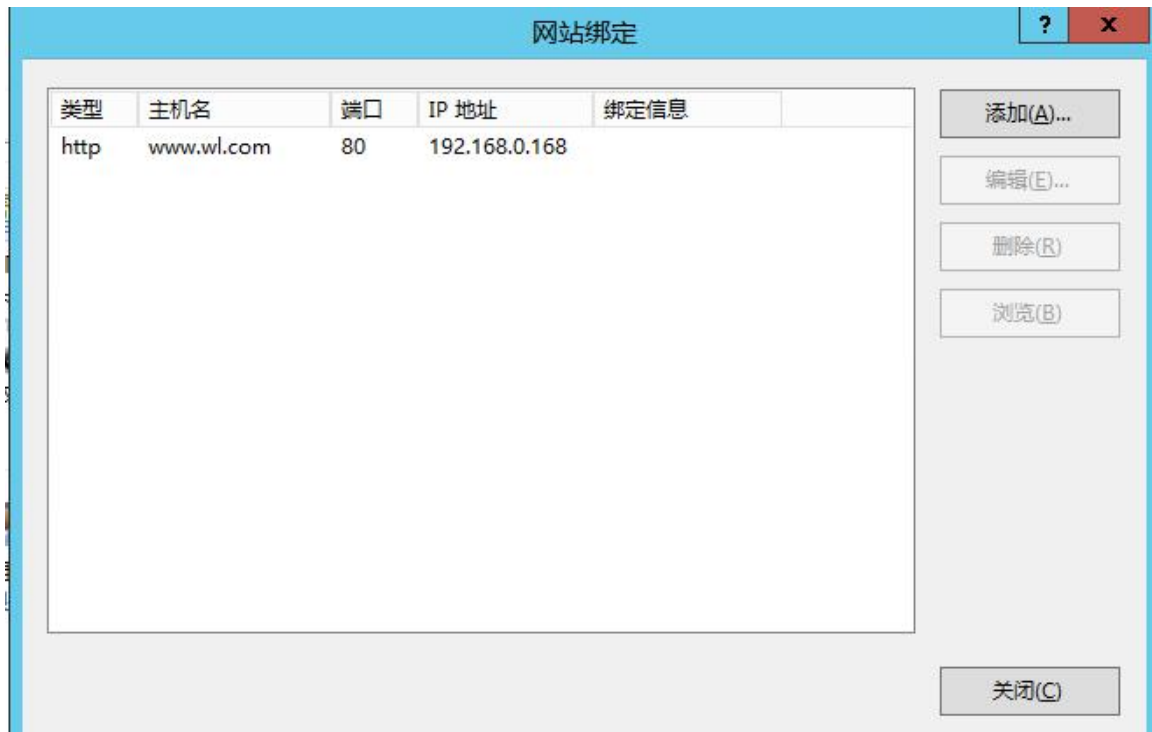 网站绑定
? x
类型 主机名 端口 IP 地址 绑定信息
http www.wl.com 80 192.168.0.168
添加(A)...
编辑(E)...
删除(R)
浏览(B)
关闭(C)